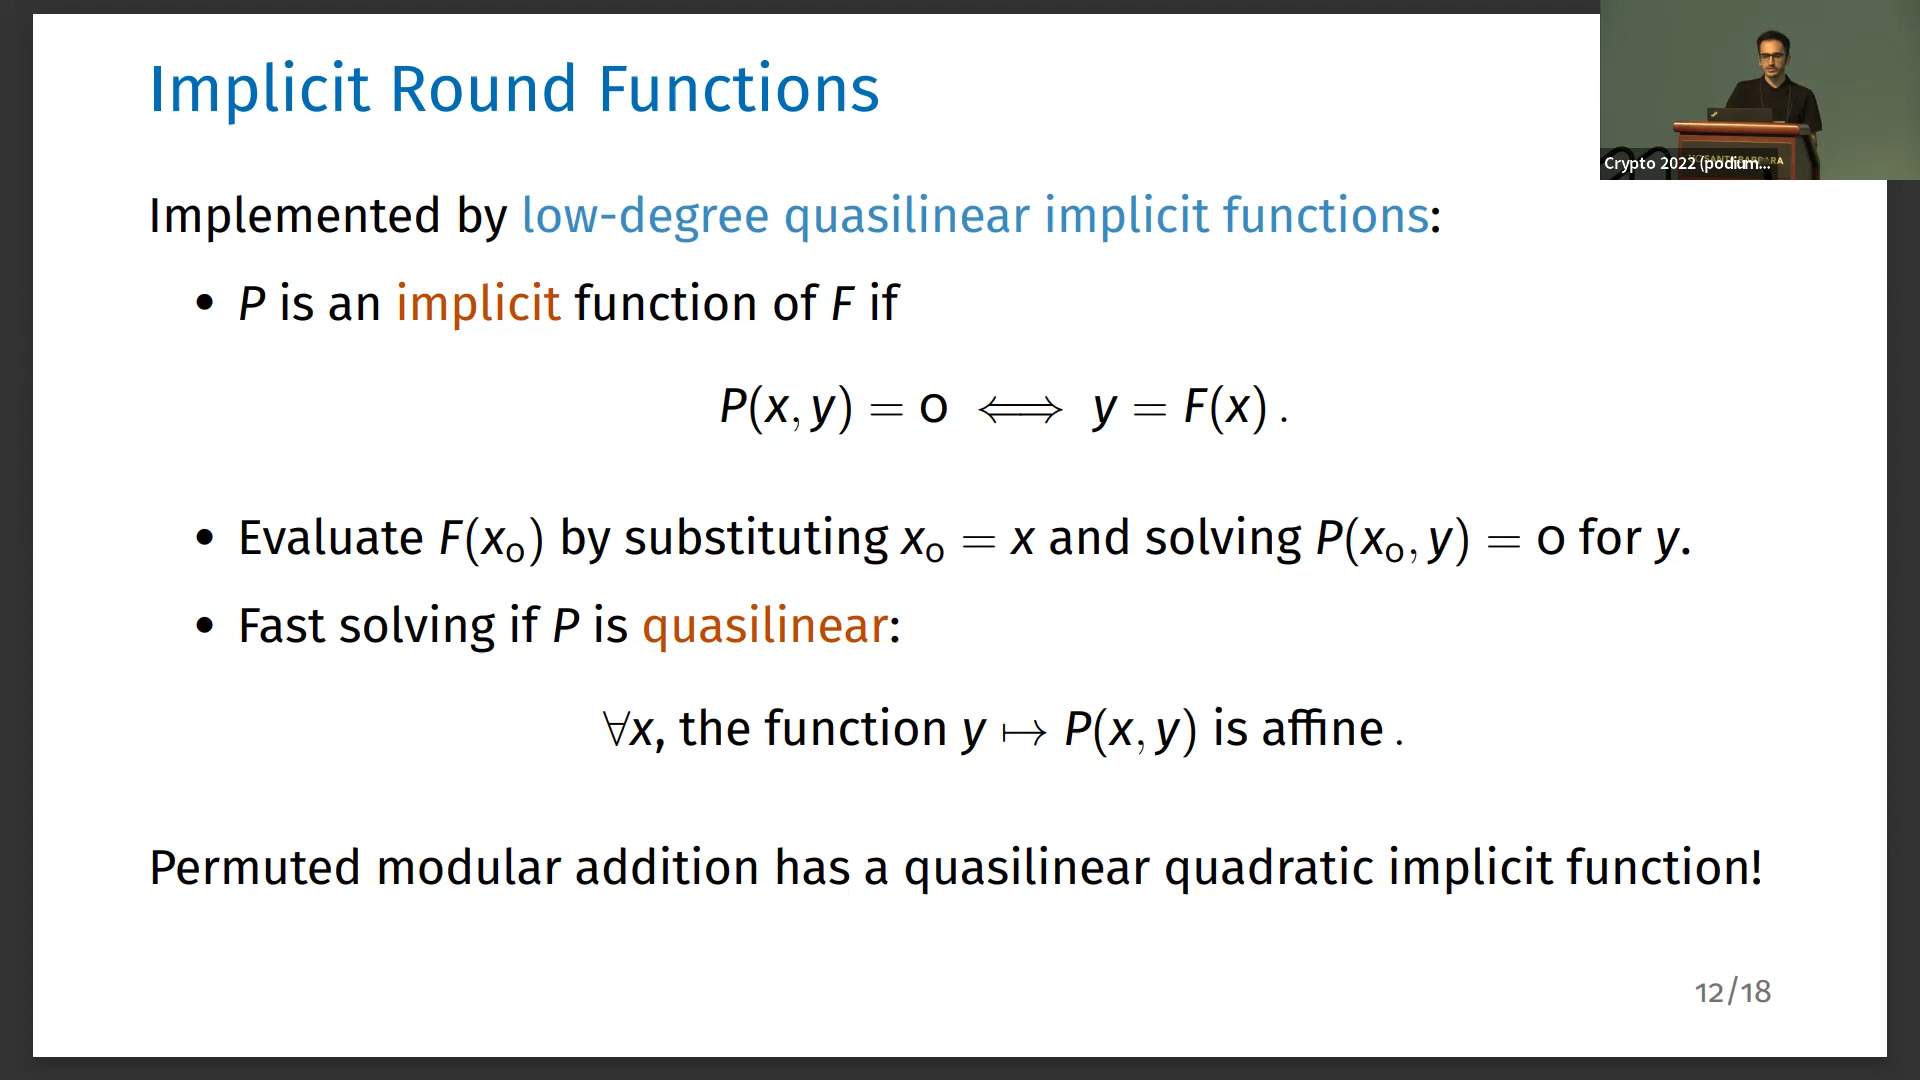 Implicit Round Functions
Implemented by low-degree quasilinear implicit functions:
• P is an implicit function of F if
P(x, y) = 0 ⟺ y = F(x) .
• Evaluate F(x₀) by substituting x₀ = x and solving P(x₀, y) = 0 for y.
• Fast solving if P is quasilinear:
∀x, the function y ↦ P(x, y) is affine .
Permuted modular addition has a quasilinear quadratic implicit function!
12/18
Crypto 2022 (podium...